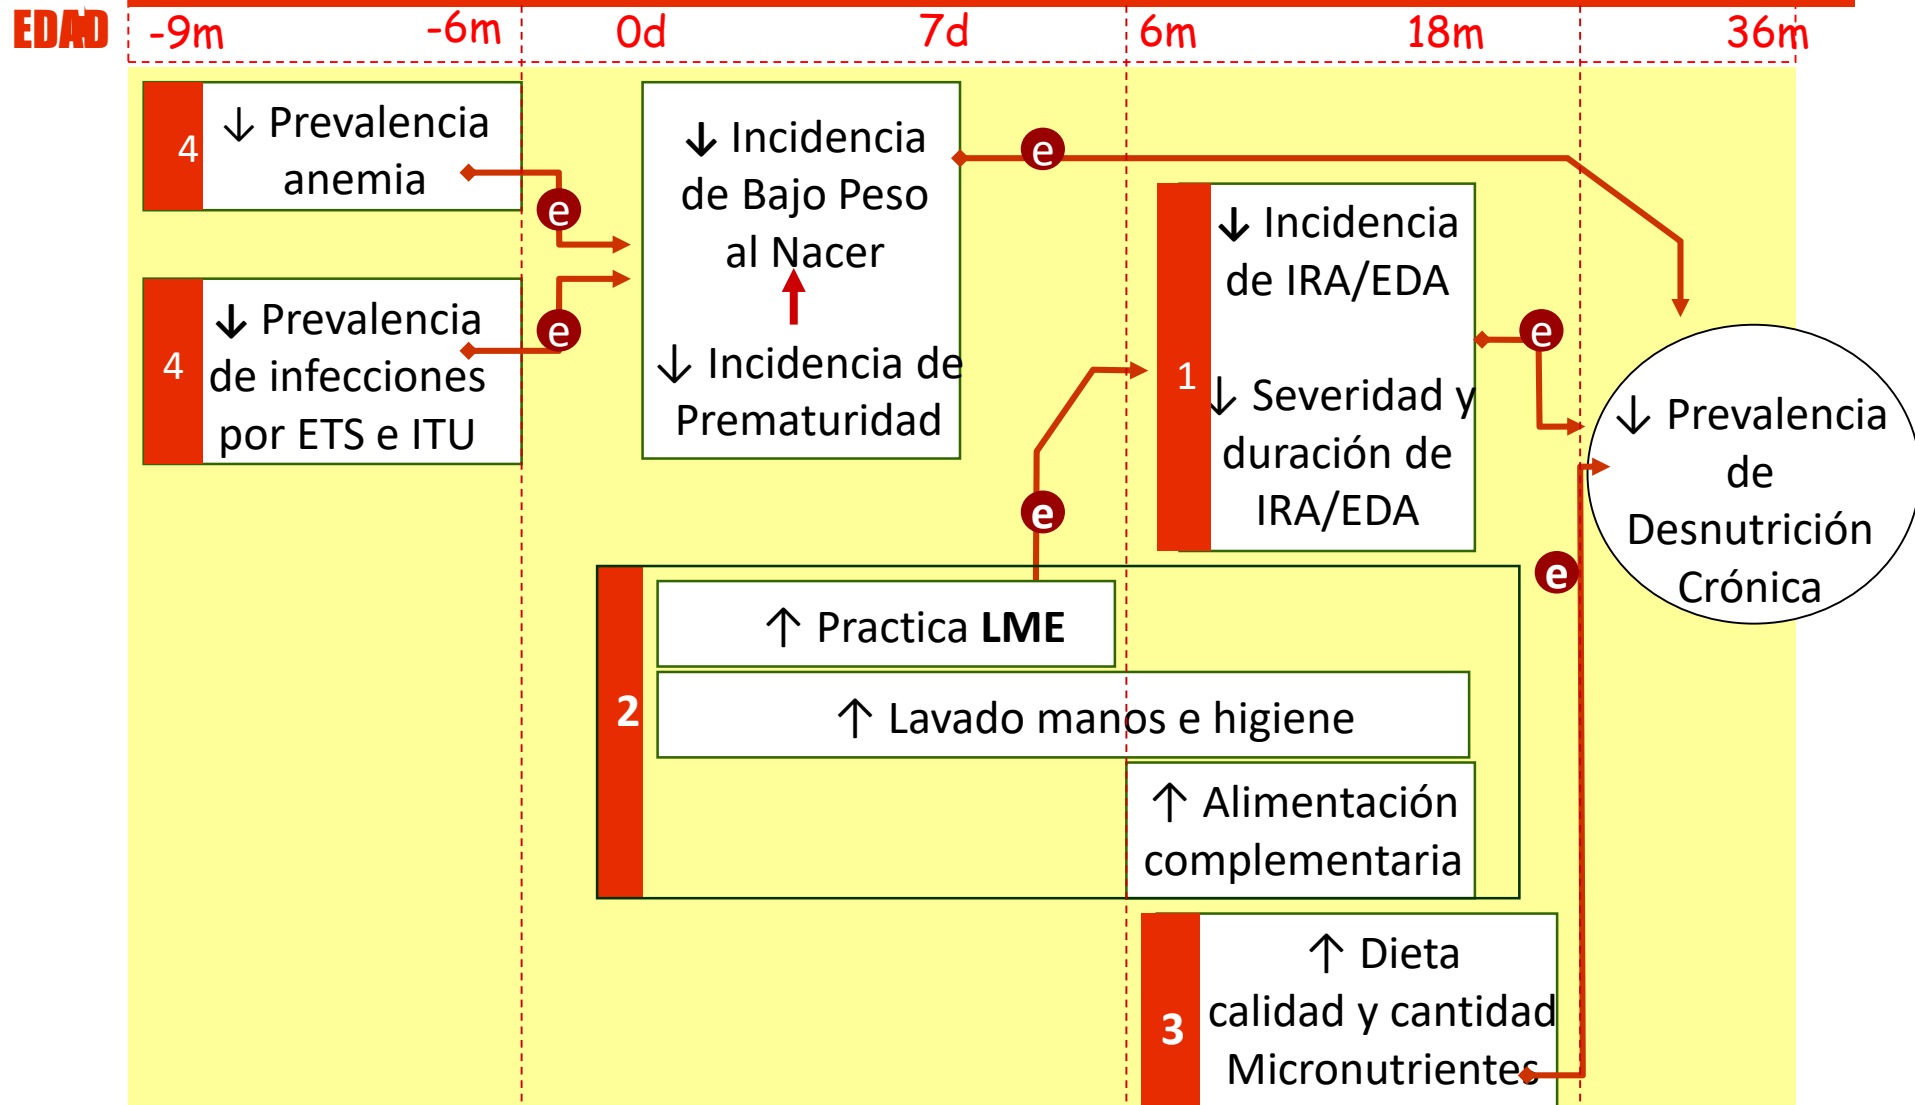 EDAD -9m -6m 0d 7d 6m 18m 36m
4
↓ Prevalencia
anemia
e
4
↓ Prevalencia
de infecciones
por ETS e ITU
e
↓ Incidencia
de Bajo Peso
al Nacer
↓ Incidencia de
Prematuridad
e
e
1
↓ Incidencia
de IRA/EDA
↓ Severidad y
duración de
IRA/EDA
e
↓ Prevalencia
de
Desnutrición
Crónica
2
↑ Practica LME
↑ Lavado manos e higiene
↑ Alimentación
complementaria
e
3
↑ Dieta
calidad y cantidad
Micronutrientes